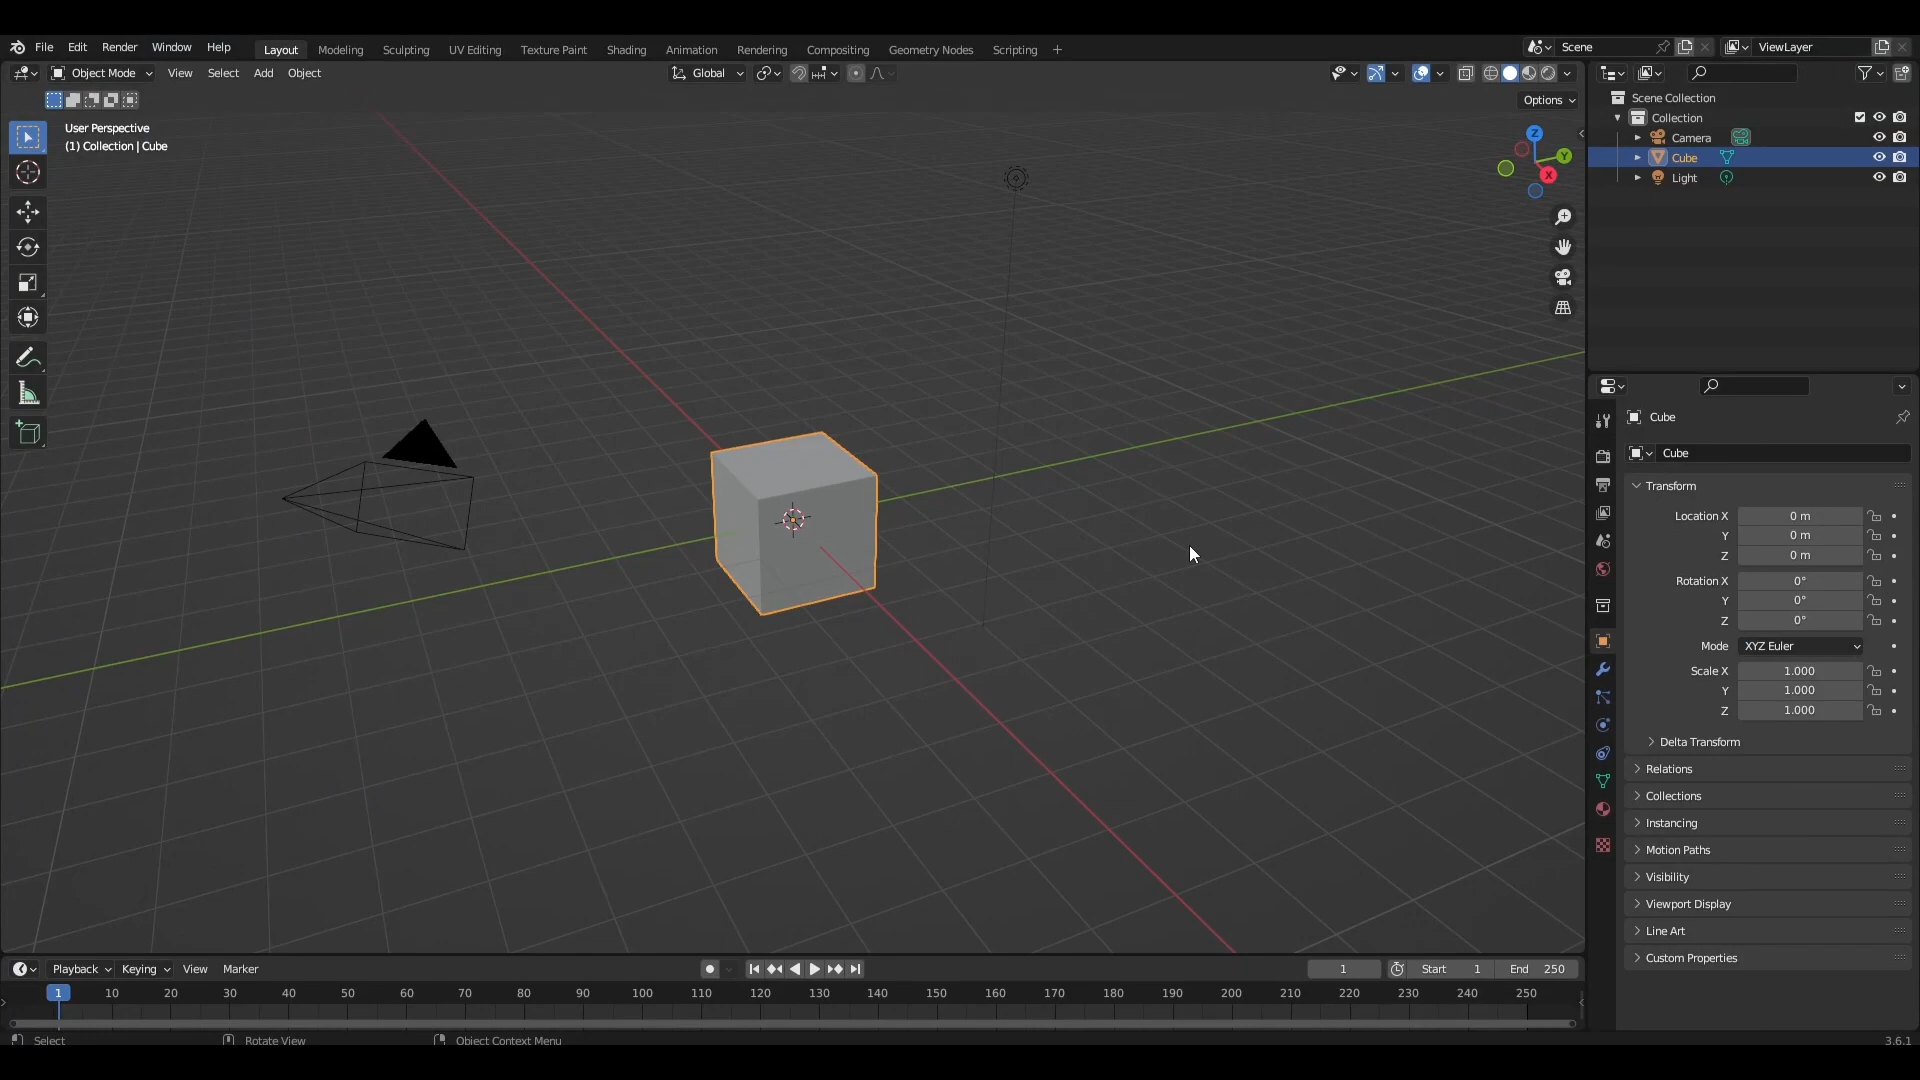 File Edit Render Window Help Layout Modeling Sculpting UV Editing Texture Paint Shading Animation Rendering Compositing Geometry Nodes Scripting + Scene ViewLayer
Object Mode View Select Add Object Global
Options
User Perspective
(1) Collection | Cube
Z
Y
X
Scene Collection
Collection
Camera
Cube
Light
Cube
Cube
Transform
Location X 0 m
Y 0 m
Z 0 m
Rotation X 0°
Y 0°
Z 0°
Mode XYZ Euler
Scale X 1.000
Y 1.000
Z 1.000
Delta Transform
Relations
Collections
Instancing
Motion Paths
Visibility
Viewport Display
Line Art
Custom Properties
Playback Keying View Marker 1 Start 1 End 250
1 10 20 30 40 50 60 70 80 90 100 110 120 130 140 150 160 170 180 190 200 210 220 230 240 250
Select Rotate View Object Context Menu 3.6.1